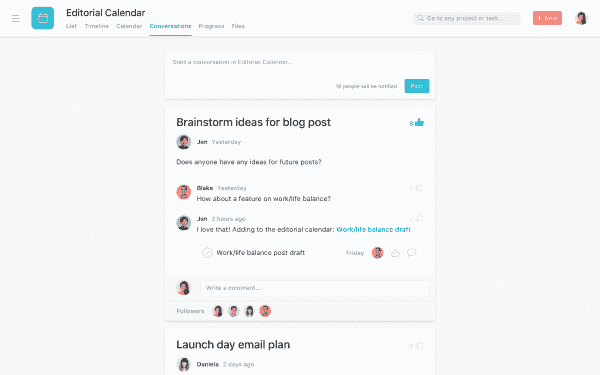 Editorial Calendar
List Timeline Calendar Conversations Progress Files
Go to any project or task...
+ New
Start a conversation in Editorial Calendar...
18 people will be notified
Post
Brainstorm ideas for blog post
8
Jen Yesterday
Does anyone have any ideas for future posts?
Blake Yesterday
How about a feature on work/life balance?
Jen 2 hours ago
I love that! Adding to the editorial calendar: Work/life balance draft
Work/life balance post draft
Friday
Write a comment...
Followers
Launch day email plan
Daniela 2 days ago